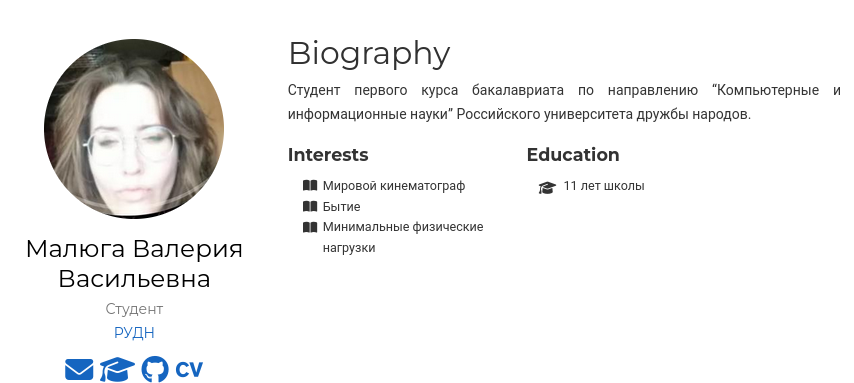 Biography
Студент первого курса бакалавриата по направлению “Компьютерные и
информационные науки” Российского университета дружбы народов.
Interests
Мировой кинематограф
Бытие
Минимальные физические
нагрузки
Education
11 лет школы
Малюга Валерия
Васильевна
Студент
РУДН
CV